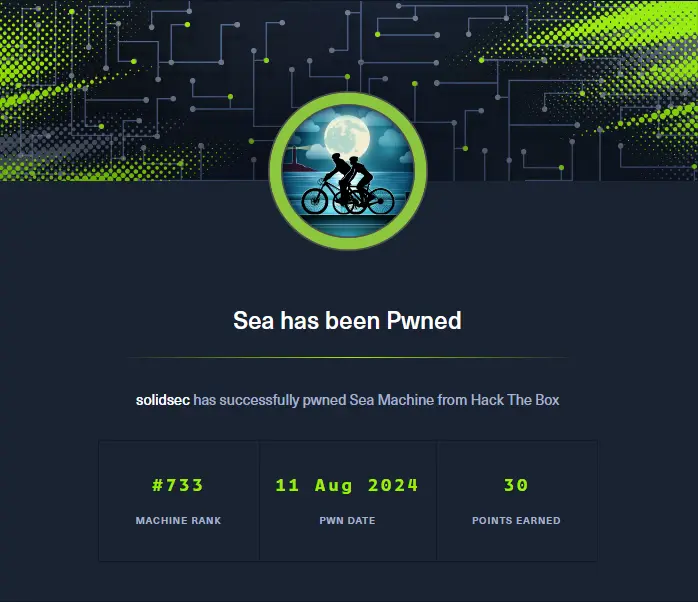 Sea has been Pwned
solidsec has successfully pwned Sea Machine from Hack The Box
#733 11 Aug 2024 30
MACHINE RANK PWN DATE POINTS EARNED